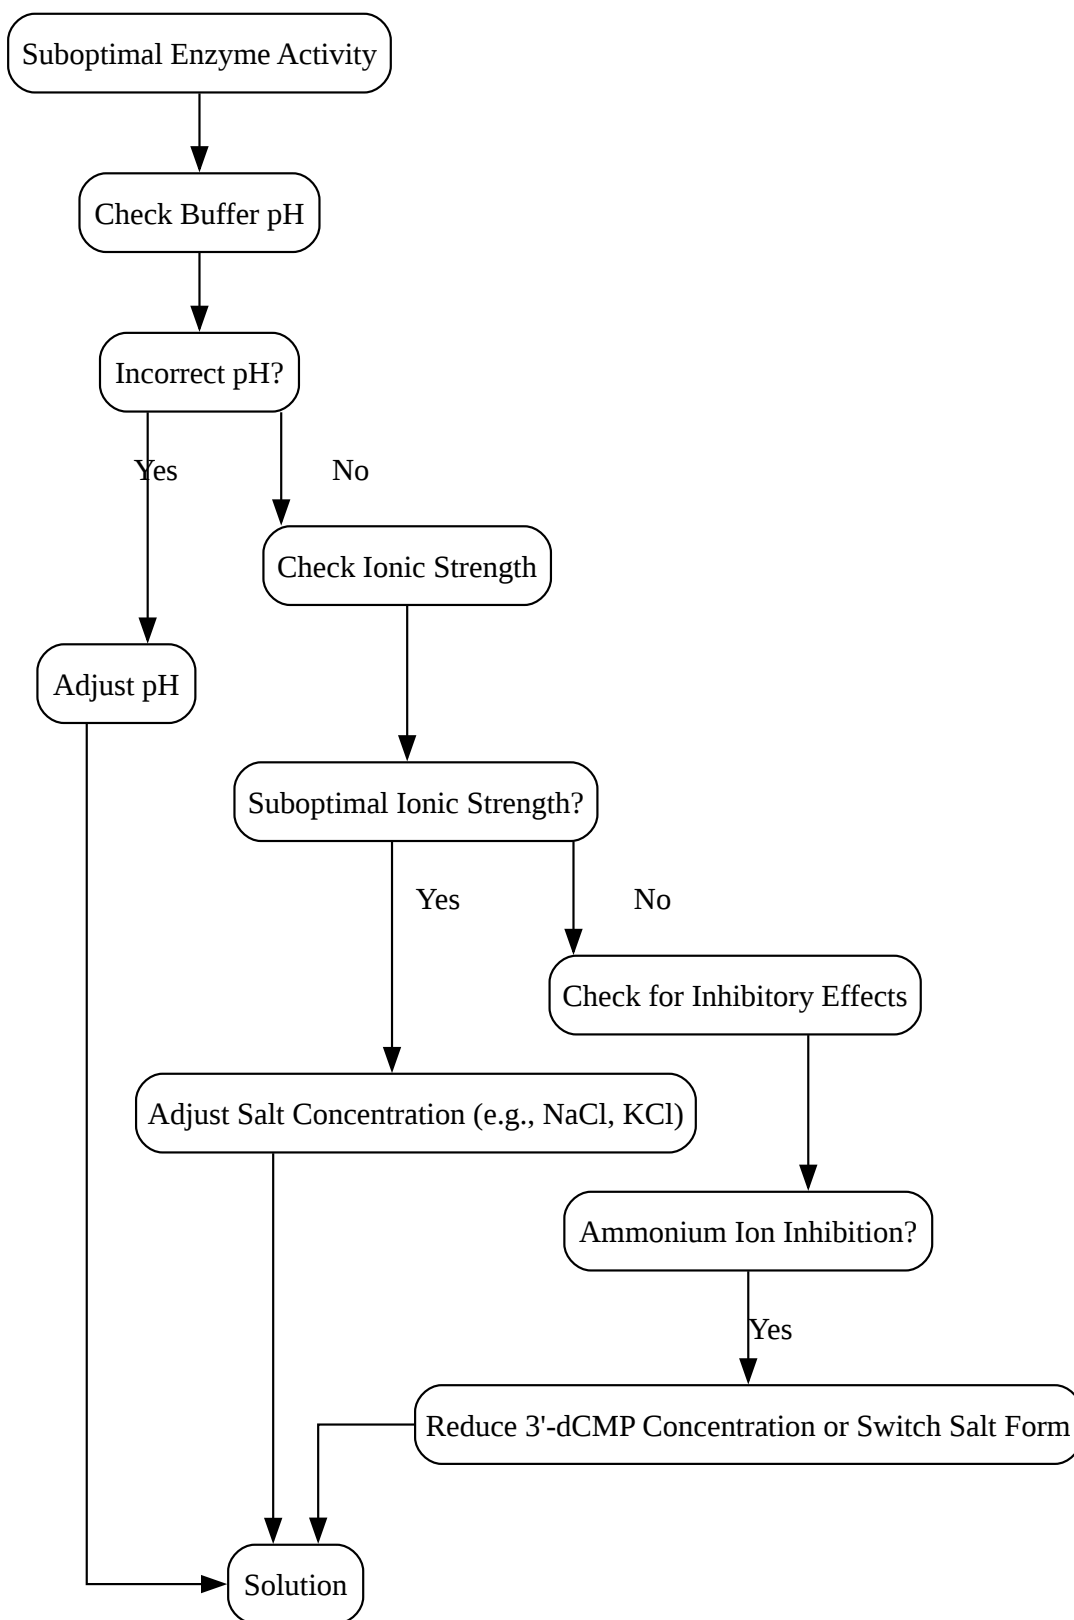 Suboptimal Enzyme Activity
Check Buffer pH
Incorrect pH?
Yes
No
Check Ionic Strength
Adjust pH
Suboptimal Ionic Strength?
Yes
No
Check for Inhibitory Effects
Adjust Salt Concentration (e.g., NaCl, KCl)
Ammonium Ion Inhibition?
Yes
Reduce 3'-dCMP Concentration or Switch Salt Form
Solution